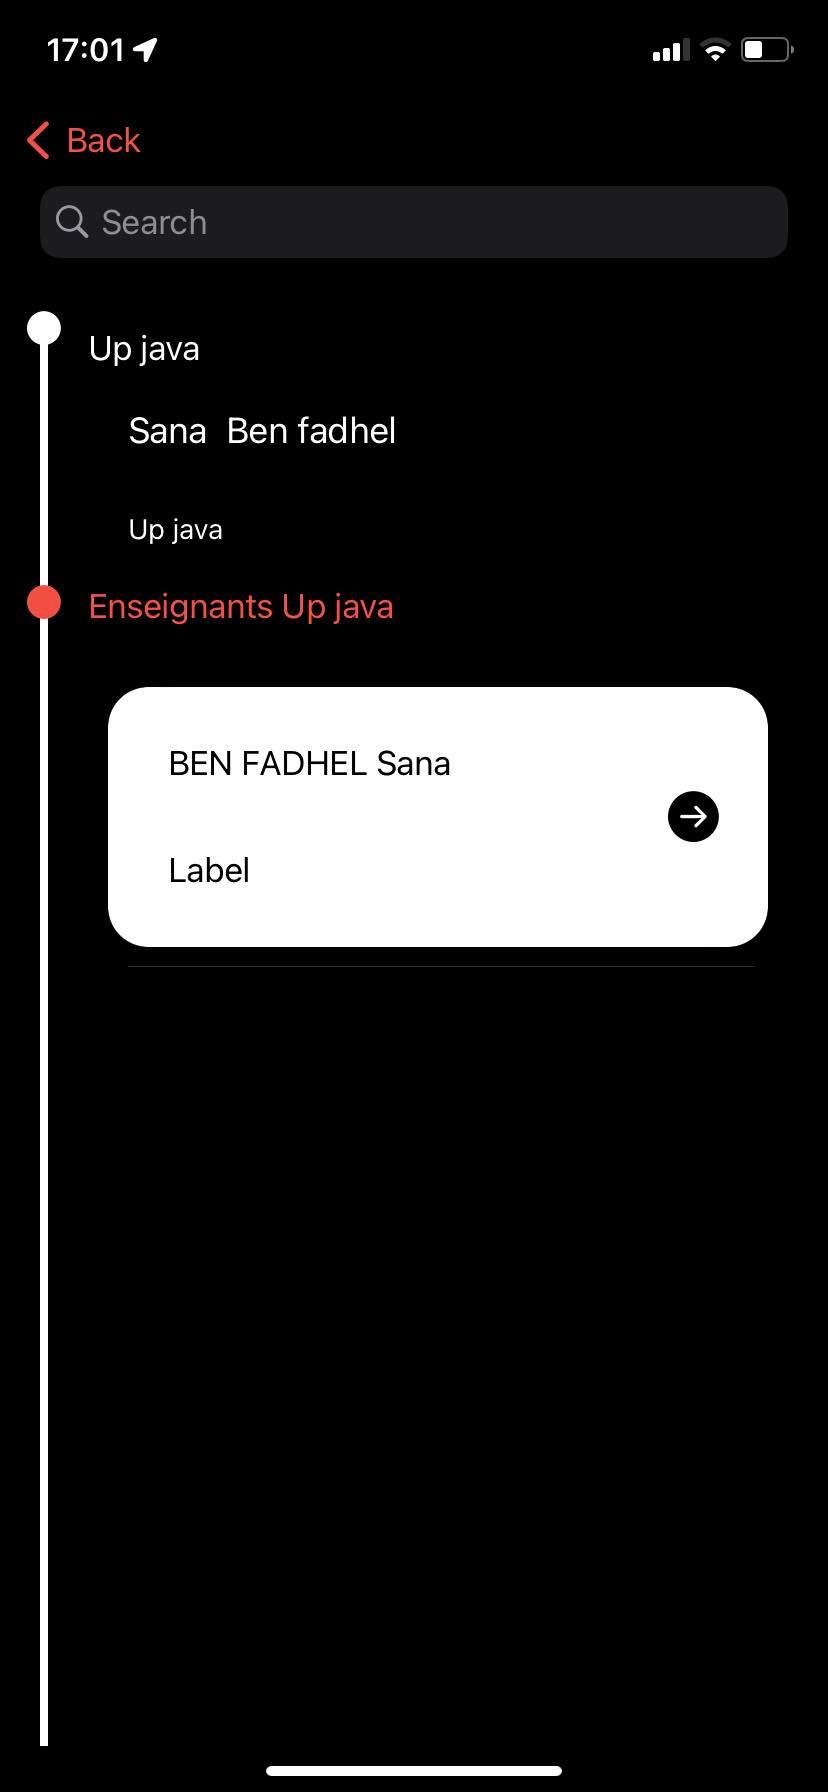 17:01
Back
Search
Up java
Sana Ben fadhel
Up java
Enseignants Up java
BEN FADHEL Sana
Label